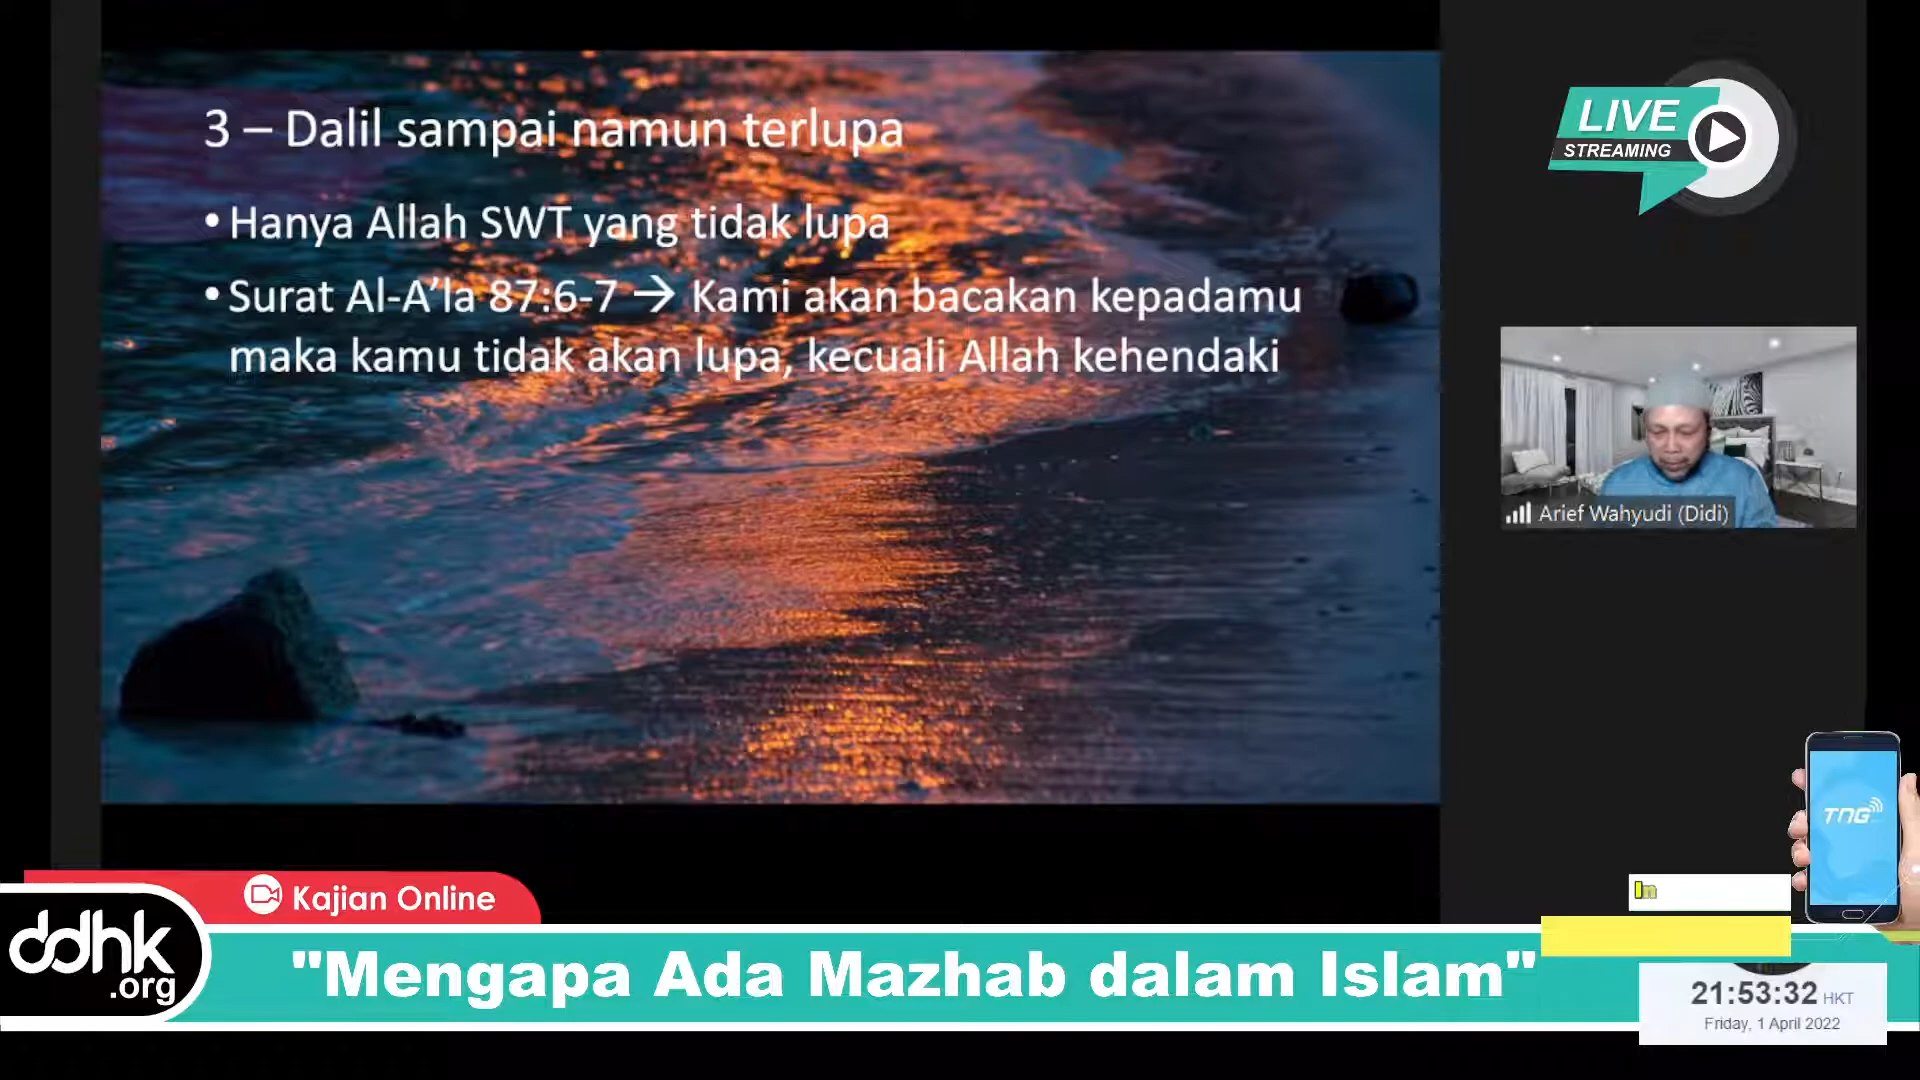 3 – Dalil sampai namun terlupa
• Hanya Allah SWT yang tidak lupa
• Surat Al-A’la 87:6-7 → Kami akan bacakan kepadamu
maka kamu tidak akan lupa, kecuali Allah kehendaki
LIVE
STREAMING
Arief Wahyudi (Didi)
TNG
In
Kajian Online
ddhk
.org
"Mengapa Ada Mazhab dalam Islam"
21:53:32 HKT
Friday, 1 April 2022